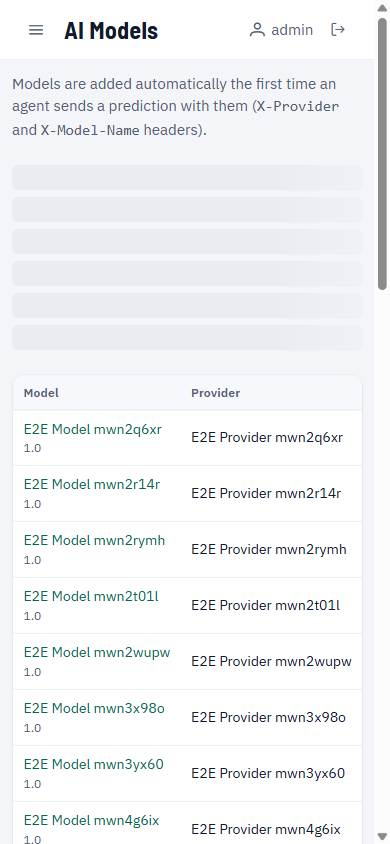 AI Models
admin
Models are added automatically the first time an
agent sends a prediction with them (X-Provider
and X-Model-Name headers).
Model Provider
E2E Model mwn2q6xr
1.0
E2E Provider mwn2q6xr
E2E Model mwn2r14r
1.0
E2E Provider mwn2r14r
E2E Model mwn2rymh
1.0
E2E Provider mwn2rymh
E2E Model mwn2t01l
1.0
E2E Provider mwn2t01l
E2E Model mwn2wupw
1.0
E2E Provider mwn2wupw
E2E Model mwn3x98o
1.0
E2E Provider mwn3x98o
E2E Model mwn3yx60
1.0
E2E Provider mwn3yx60
E2E Model mwn4g6ix
1.0
E2E Provider mwn4g6ix